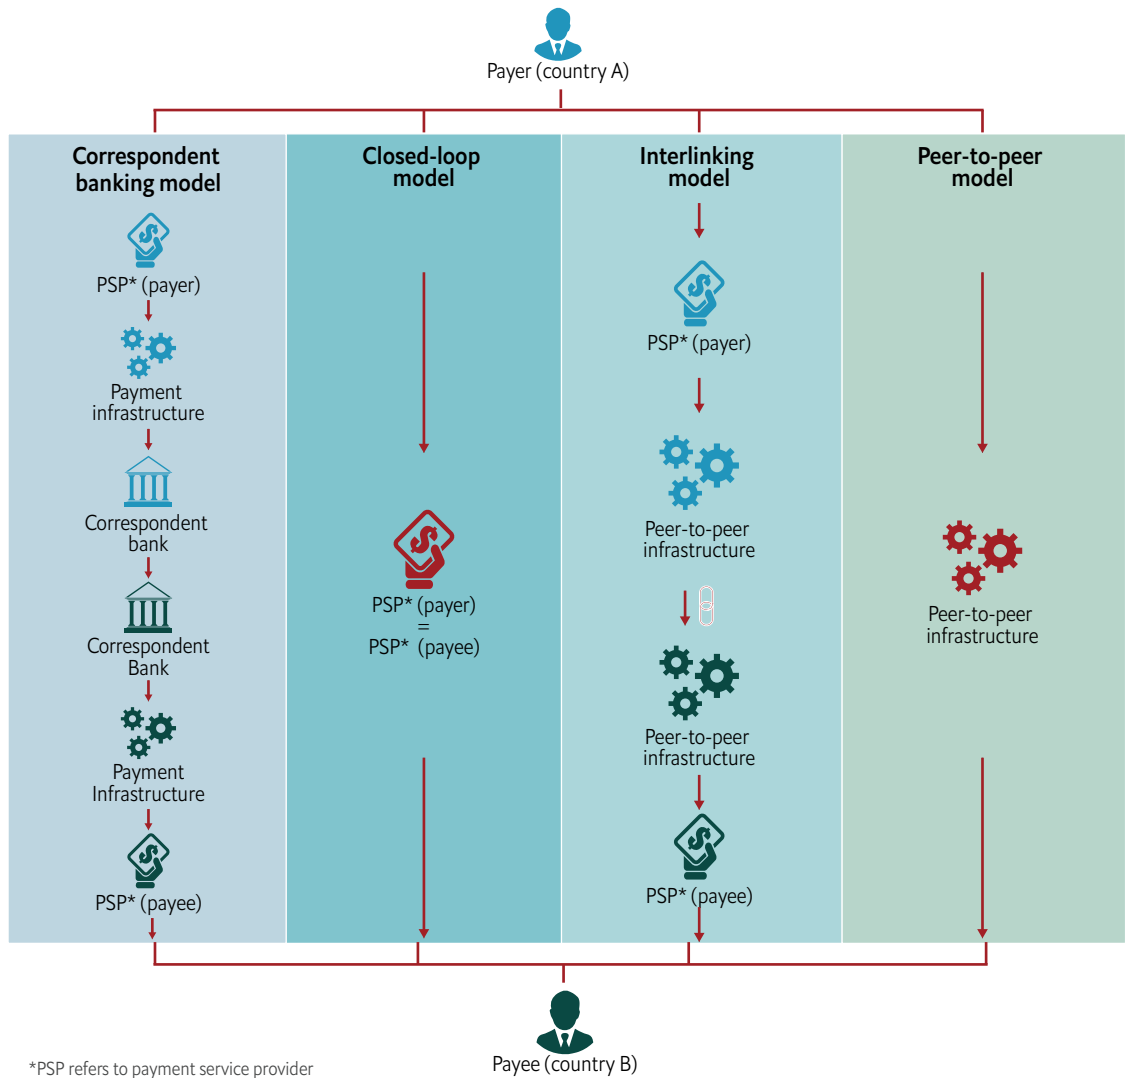 Payer (country A)
Correspondent
banking model
PSP* (payer)
Payment
infrastructure
Correspondent
bank
Correspondent
Bank
Payment
Infrastructure
PSP* (payee)
Closed-loop
model
PSP* (payer)
=
PSP* (payee)
Interlinking
model
PSP* (payer)
Peer-to-peer
infrastructure
Peer-to-peer
infrastructure
PSP* (payee)
Peer-to-peer
model
Peer-to-peer
infrastructure
Payee (country B)
*PSP refers to payment service provider